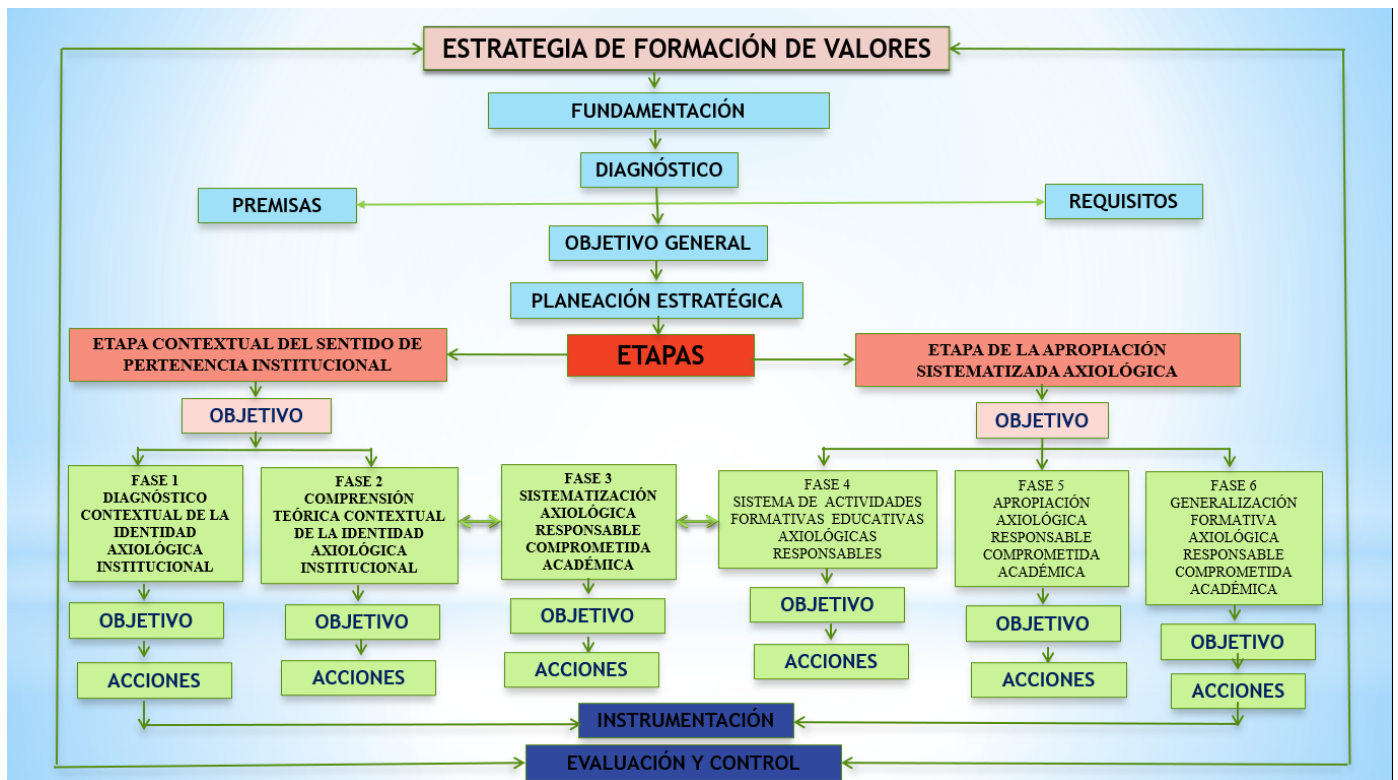 ESTRATEGIA DE FORMACIÓN DE VALORES
FUNDAMENTACIÓN
DIAGNÓSTICO
PREMISAS
REQUISITOS
OBJETIVO GENERAL
PLANEACIÓN ESTRATÉGICA
ETAPA CONTEXTUAL DEL SENTIDO DE
PERTENENCIA INSTITUCIONAL
ETAPAS
ETAPA DE LA APROPIACIÓN
SISTEMATIZADA AXIOLÓGICA
OBJETIVO
OBJETIVO
FASE 1
DIAGNÓSTICO
CONTEXTUAL DE LA
IDENTIDAD
AXIOLÓGICA
INSTITUCIONAL
FASE 2
COMPRENSIÓN
TEÓRICA CONTEXTUAL
DE LA IDENTIDAD
AXIOLÓGICA
INSTITUCIONAL
FASE 3
SISTEMATIZACIÓN
AXIOLÓGICA
RESPONSABLE
COMPROMETIDA
ACADÉMICA
FASE 4
SISTEMA DE ACTIVIDADES
FORMATIVAS EDUCATIVAS
AXIOLÓGICAS
RESPONSABLES
FASE 5
APROPIACIÓN
AXIOLÓGICA
RESPONSABLE
COMPROMETIDA
ACADÉMICA
FASE 6
GENERALIZACIÓN
FORMATIVA
AXIOLÓGICA
RESPONSABLE
COMPROMETIDA
ACADÉMICA
OBJETIVO
OBJETIVO
OBJETIVO
OBJETIVO
OBJETIVO
OBJETIVO
ACCIONES
ACCIONES
ACCIONES
ACCIONES
ACCIONES
ACCIONES
INSTRUMENTACIÓN
EVALUACIÓN Y CONTROL